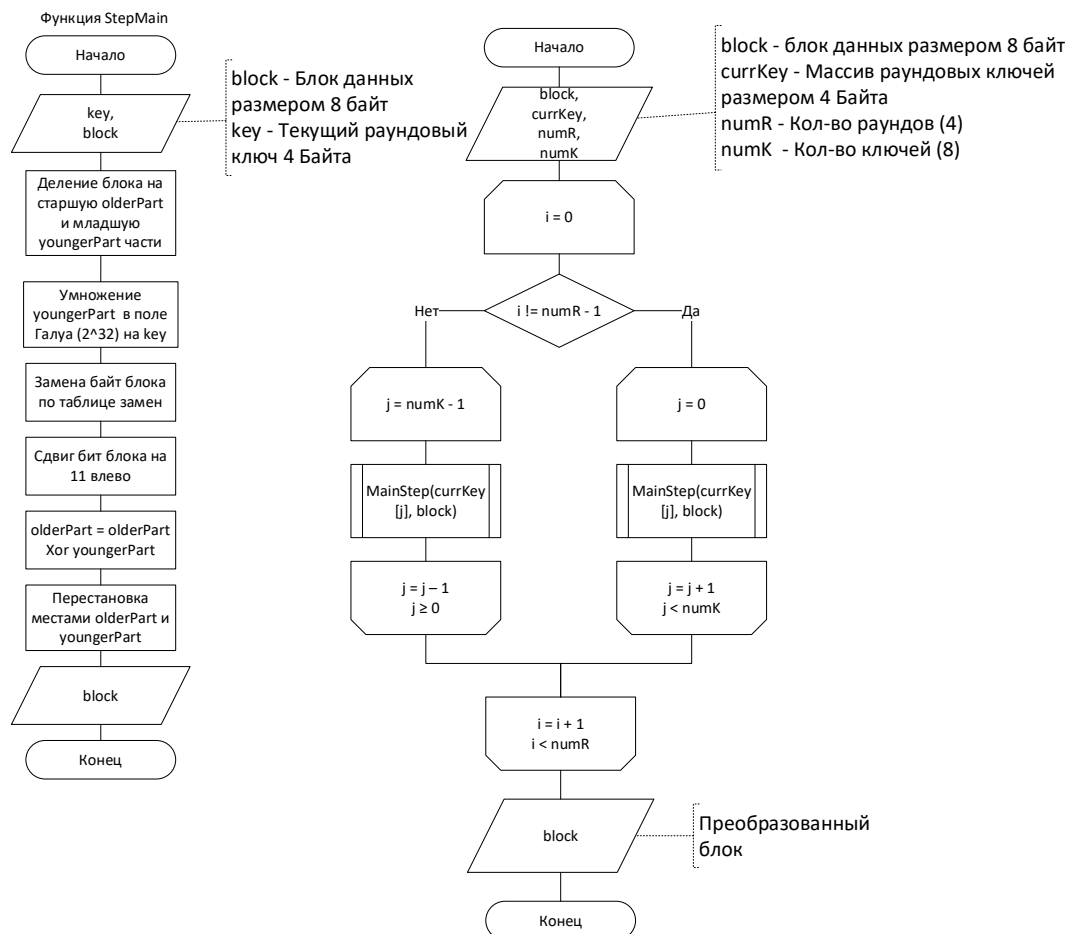 Функция StepMain
Начало
key,
block
block - Блок данных
размером 8 байт
key - Текущий раундовый
ключ 4 Байта
Деление блока на
старшую olderPart
и младшую
youngerPart части
Умножение
youngerPart в поле
Галуа (2^32) на key
Замена байт блока
по таблице замен
Сдвиг бит блока на
11 влево
olderPart = olderPart
Xor youngerPart
Перестановка
местами olderPart и
youngerPart
block
Конец
Начало
block,
currKey,
numR,
numK
block - блок данных размером 8 байт
currKey - Массив раундовых ключей
размером 4 Байта
numR - Кол-во раундов (4)
numK - Кол-во ключей (8)
i = 0
i != numR - 1
Нет
Да
j = numK - 1
MainStep(currKey
[j], block)
j = j – 1
j ≥ 0
j = 0
MainStep(currKey
[j], block)
j = j + 1
j < numK
i = i + 1
i < numR
block
Преобразованный
блок
Конец